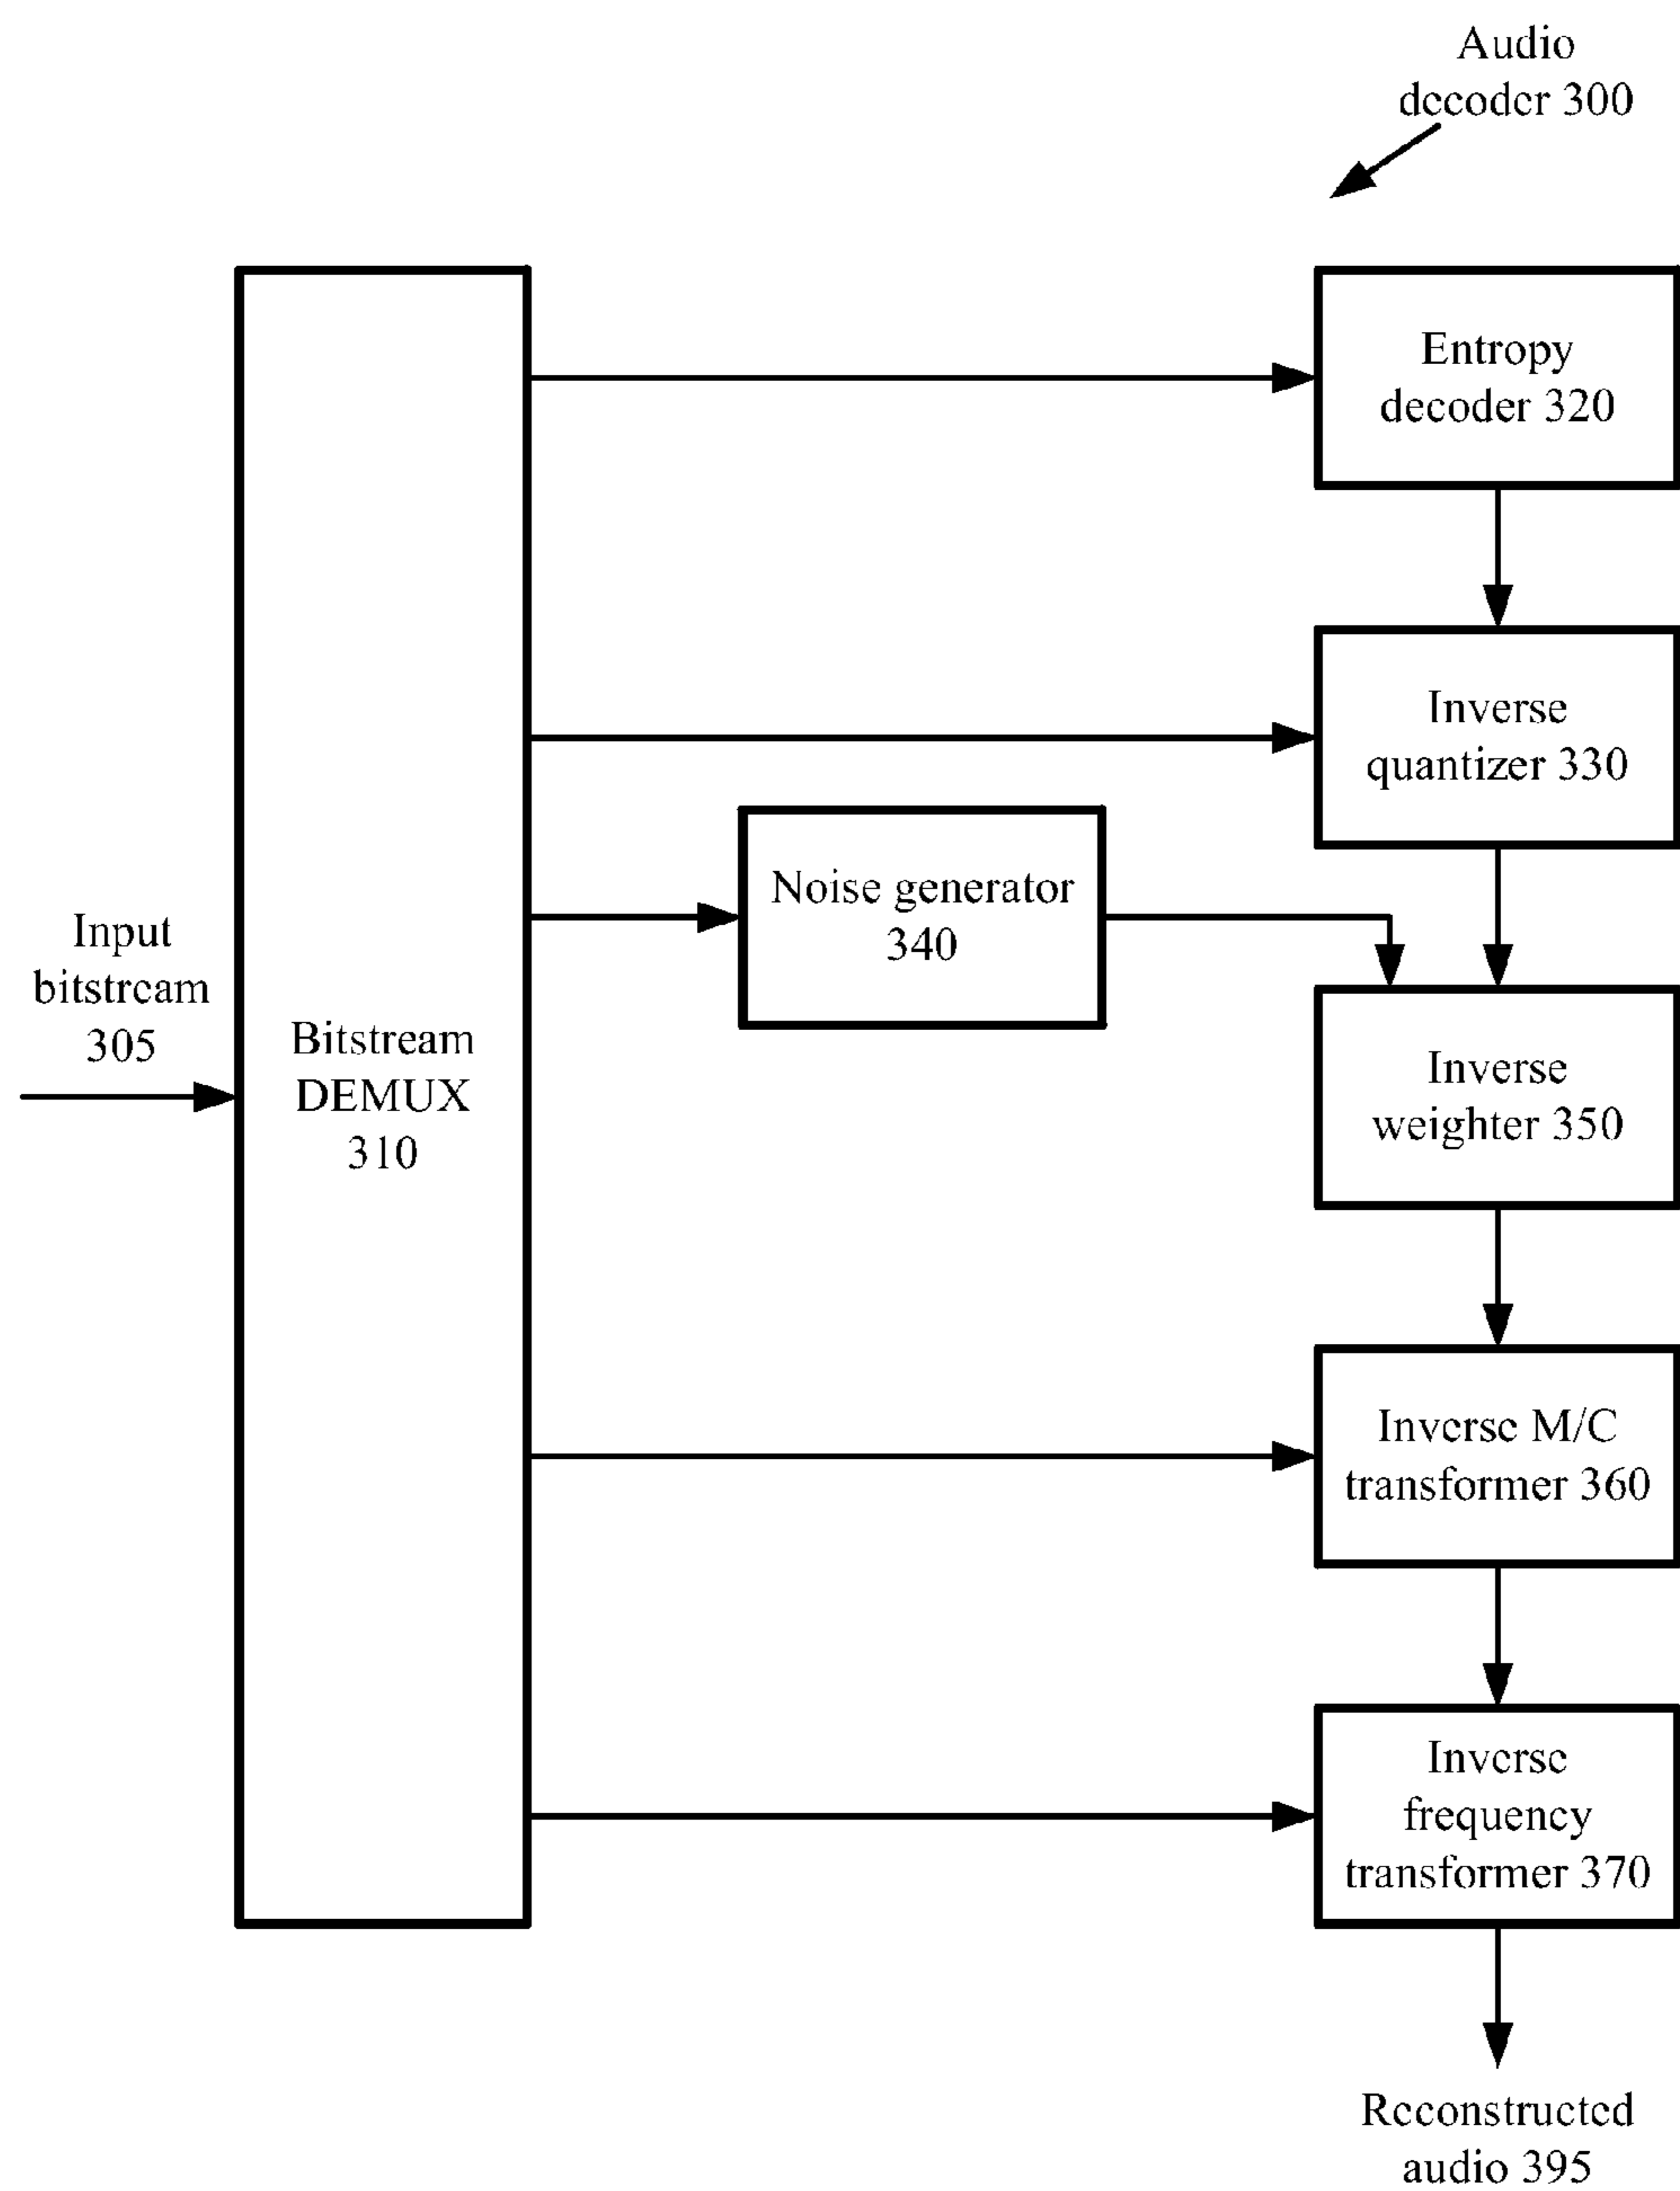 Audio
decoder 300
Entropy
decoder 320
Inverse
quantizer 330
Noise generator
340
Input
bitstream
305
Bitstream
DEMUX
310
Inverse
weighter 350
Inverse M/C
transformer 360
Inverse
frequency
transformer 370
Reconstructed
audio 395